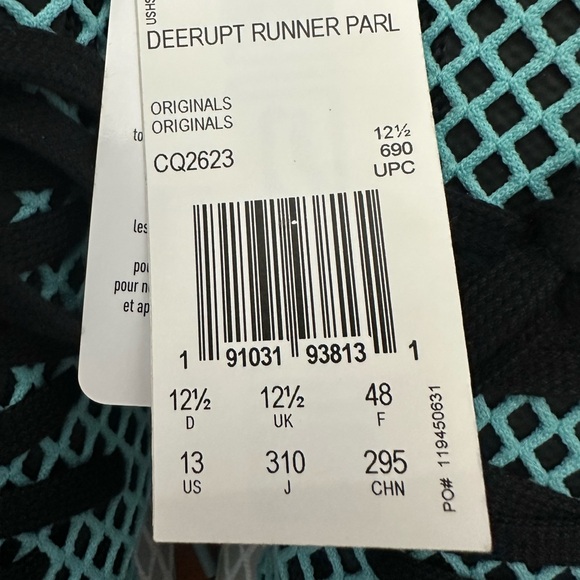 USHS
DEERUPT RUNNER PARL
ORIGINALS
ORIGINALS
CQ2623
12½
690
UPC
1 91031 93813 1
12½ 12½ 48
D UK F
13 310 295
US J CHN
PO# 119450631
to
les
pou
pour n
et ap